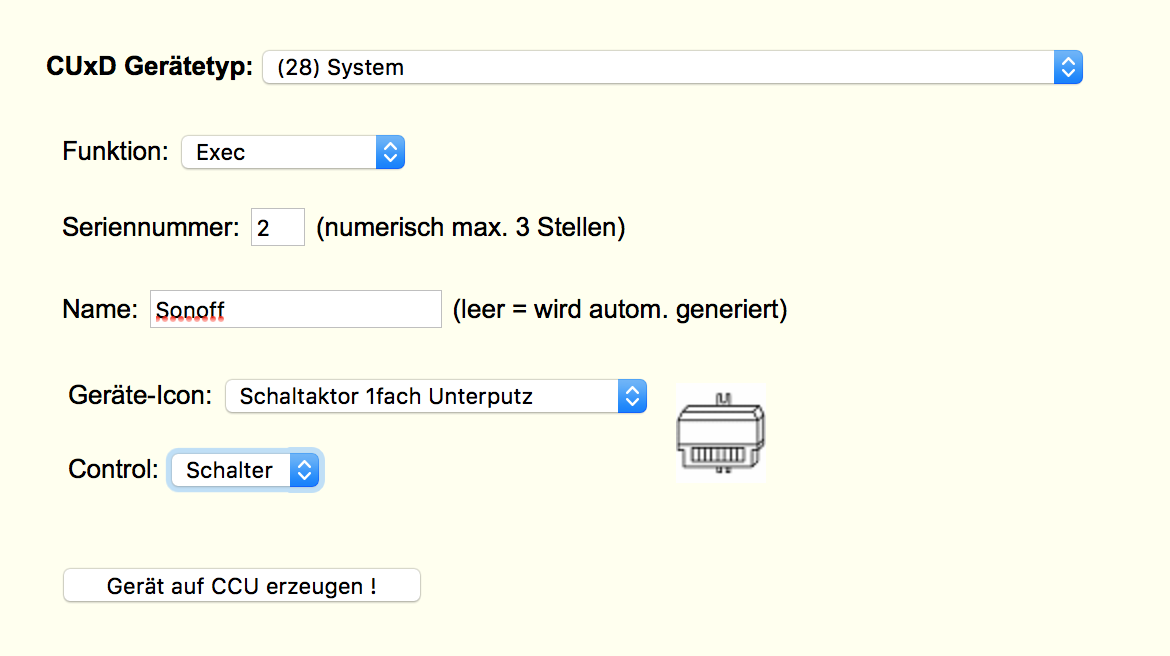 CUxD Gerätetyp: (28) System
Funktion: Exec
Seriennummer: 2 (numerisch max. 3 Stellen)
Name: Sonoff (leer = wird autom. generiert)
Geräte-Icon: Schaltaktor 1fach Unterputz
Control: Schalter
Gerät auf CCU erzeugen !